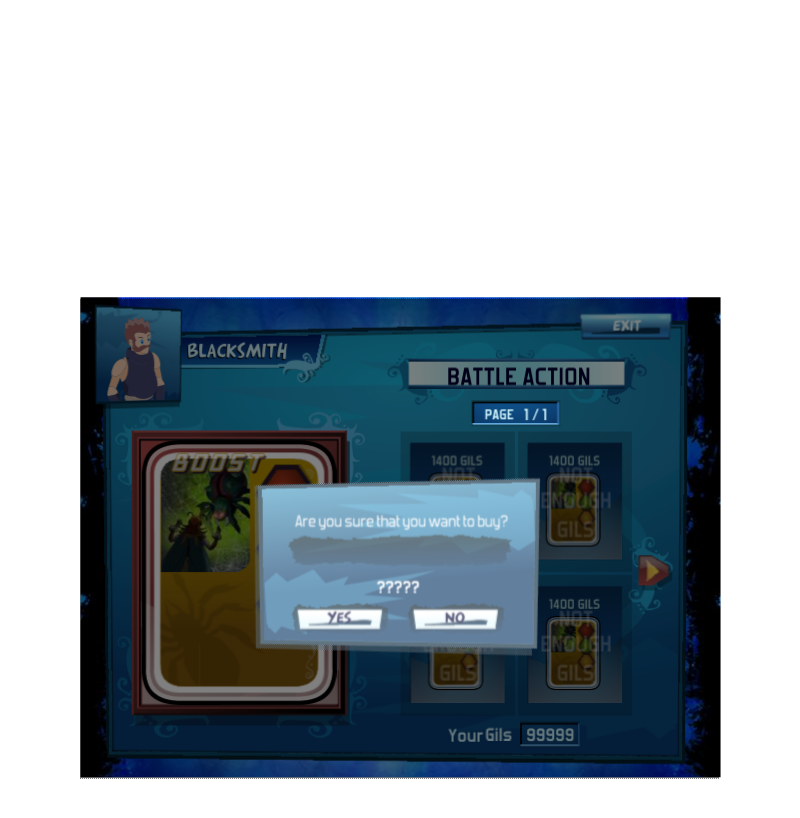 EXIT
BLACKSMITH
BATTLE ACTION
PAGE 1/1
BOOST
1400 GILS
NOT
1400 GILS
NOT
ENOUGH
GILS
Are you sure that you want to buy?
?????
YES
NO
1400 GILS
NOT
ENOUGH
GILS
GILS
Your Gils 99999